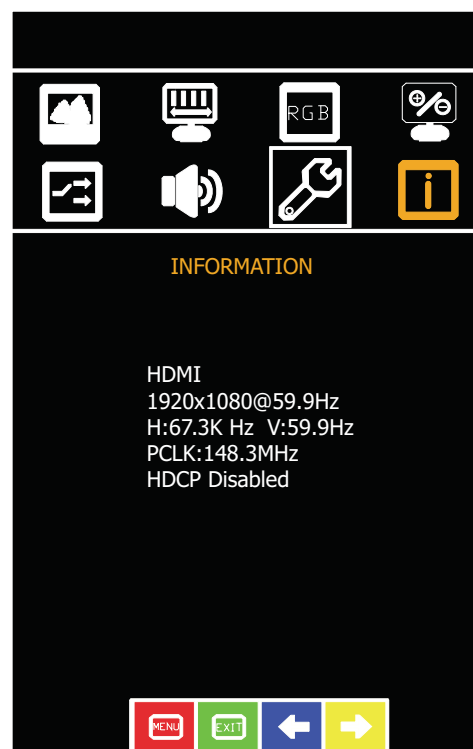 RGB
INFORMATION
HDMI
1920x1080@59.9Hz
H:67.3K Hz V:59.9Hz
PCLK:148.3MHz
HDCP Disabled
MENU EXIT